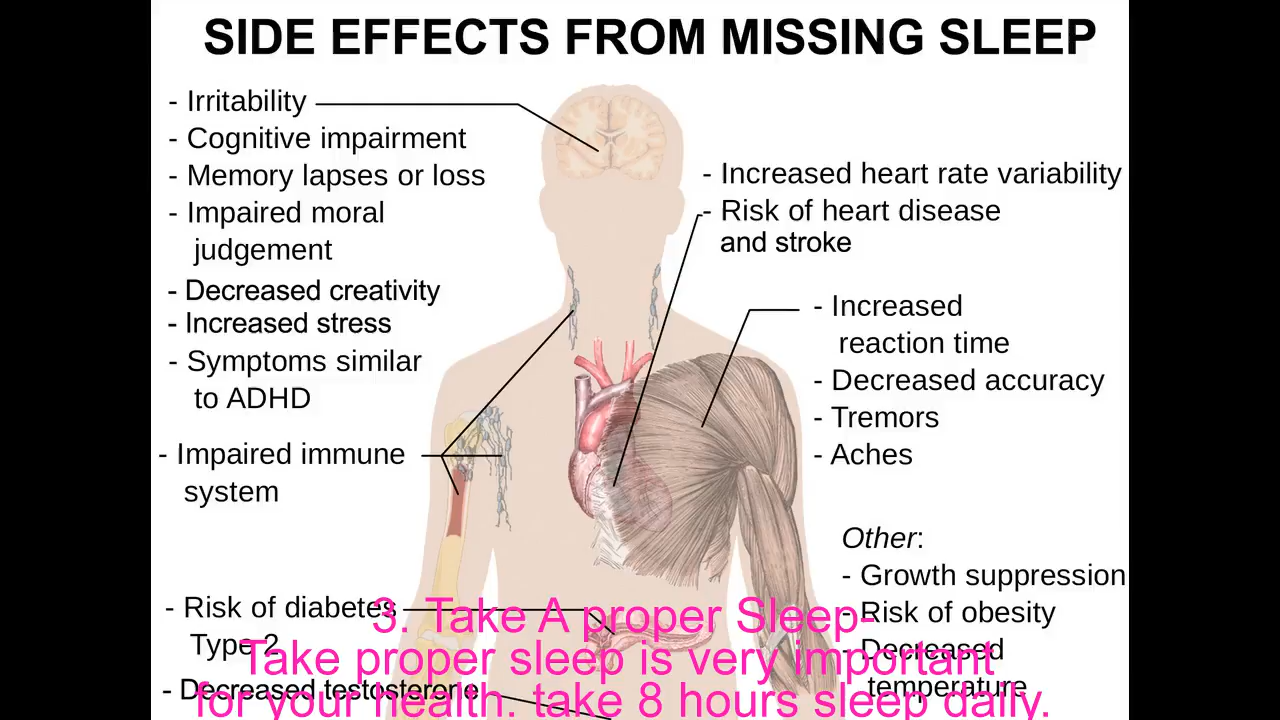 SIDE EFFECTS FROM MISSING SLEEP
- Irritability
- Cognitive impairment
- Memory lapses or loss
- Impaired moral
judgement
- Decreased creativity
- Increased stress
- Symptoms similar
to ADHD
- Impaired immune
system
- Risk of diabetes
Type 2
- Decreased testosterone
- Increased heart rate variability
- Risk of heart disease
and stroke
- Increased
reaction time
- Decreased accuracy
- Tremors
- Aches
Other:
- Growth suppression
- Risk of obesity
- Decreased
temperature
3. Take A proper Sleep-
Take proper sleep is very important
for your health. take 8 hours sleep daily.